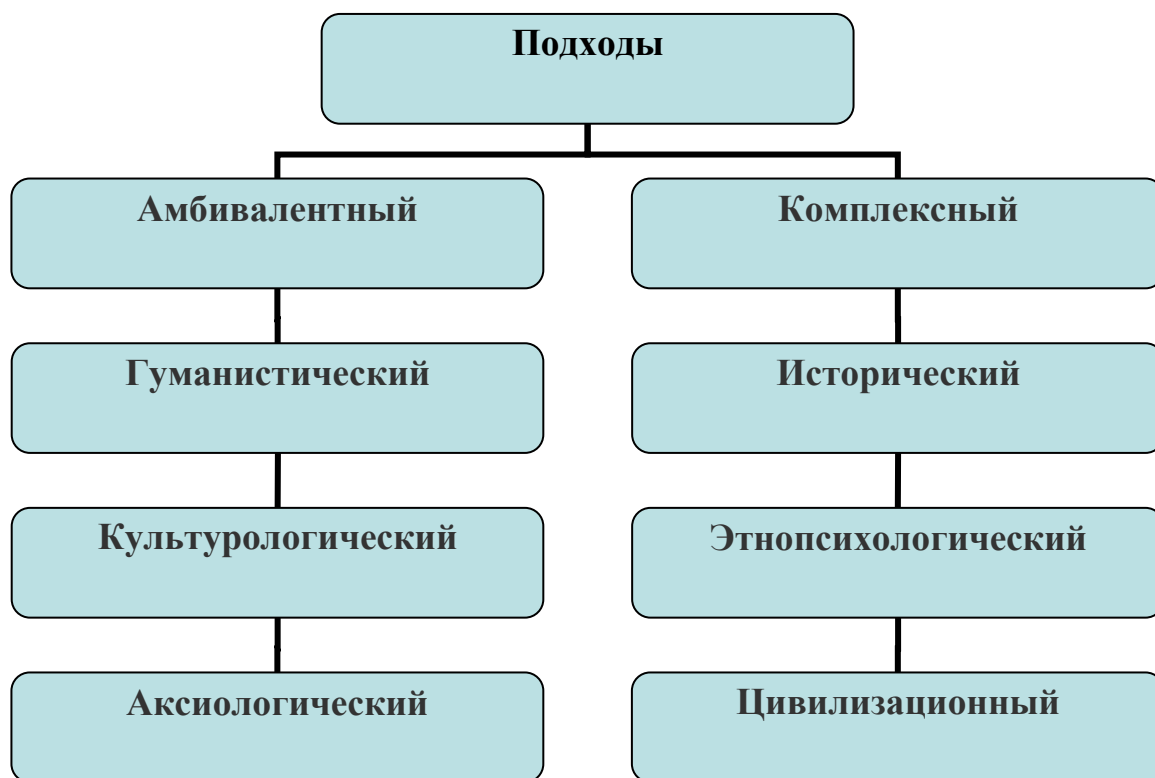 Подходы
Амбивалентный
Комплексный
Гуманистический
Исторический
Культурологический
Этнопсихологический
Аксиологический
Цивилизационный